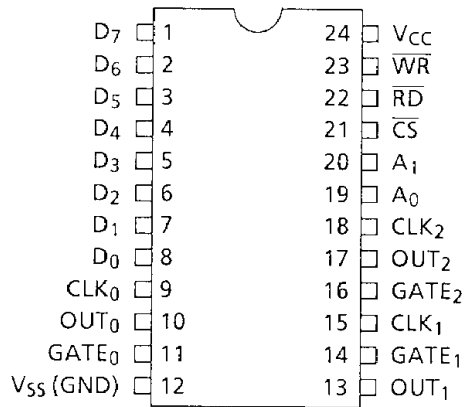 D7 1 24 VCC
D6 2 23 WR
D5 3 22 RD
D4 4 21 CS
D3 5 20 A1
D2 6 19 A0
D1 7 18 CLK2
D0 8 17 OUT2
CLK0 9 16 GATE2
OUT0 10 15 CLK1
GATE0 11 14 GATE1
VSS (GND) 12 13 OUT1